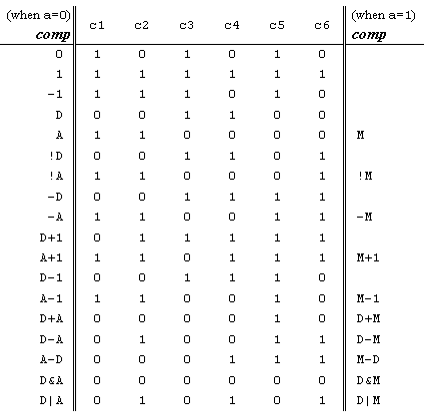 (when a=0) (when a=1)
comp c1 c2 c3 c4 c5 c6 comp
0 1 0 1 0 1 0
1 1 1 1 1 1 1
-1 1 1 1 0 1 0
D 0 0 1 1 0 0
A 1 1 0 0 0 0 M
!D 0 0 1 1 0 1
!A 1 1 0 0 0 1 !M
-D 0 0 1 1 1 1
-A 1 1 0 0 1 1 -M
D+1 0 1 1 1 1 1
A+1 1 1 0 1 1 1 M+1
D-1 0 0 1 1 1 0
A-1 1 1 0 0 1 0 M-1
D+A 0 0 0 0 1 0 D+M
D-A 0 1 0 0 1 1 D-M
A-D 0 0 0 1 1 1 M-D
D&A 0 0 0 0 0 0 D&M
D|A 0 1 0 1 0 1 D|M